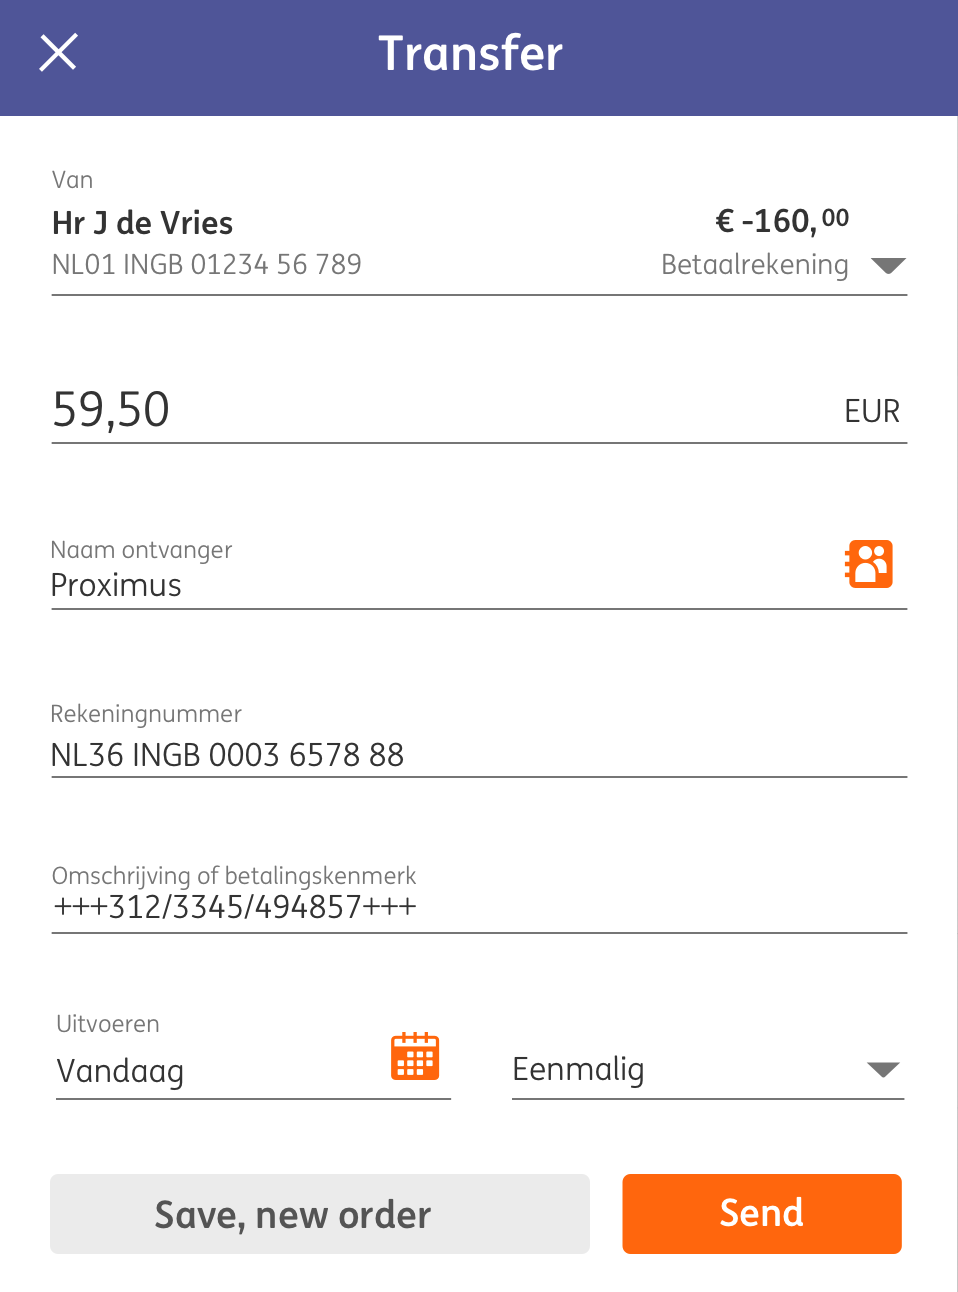 Transfer
Van
Hr J de Vries € -160,00
NL01 INGB 01234 56 789 Betaalrekening
59,50 EUR
Naam ontvanger
Proximus
Rekeningnummer
NL36 INGB 0003 6578 88
Omschrijving of betalingskenmerk
+++312/3345/494857+++
Uitvoeren
Vandaag Eenmalig
Save, new order Send